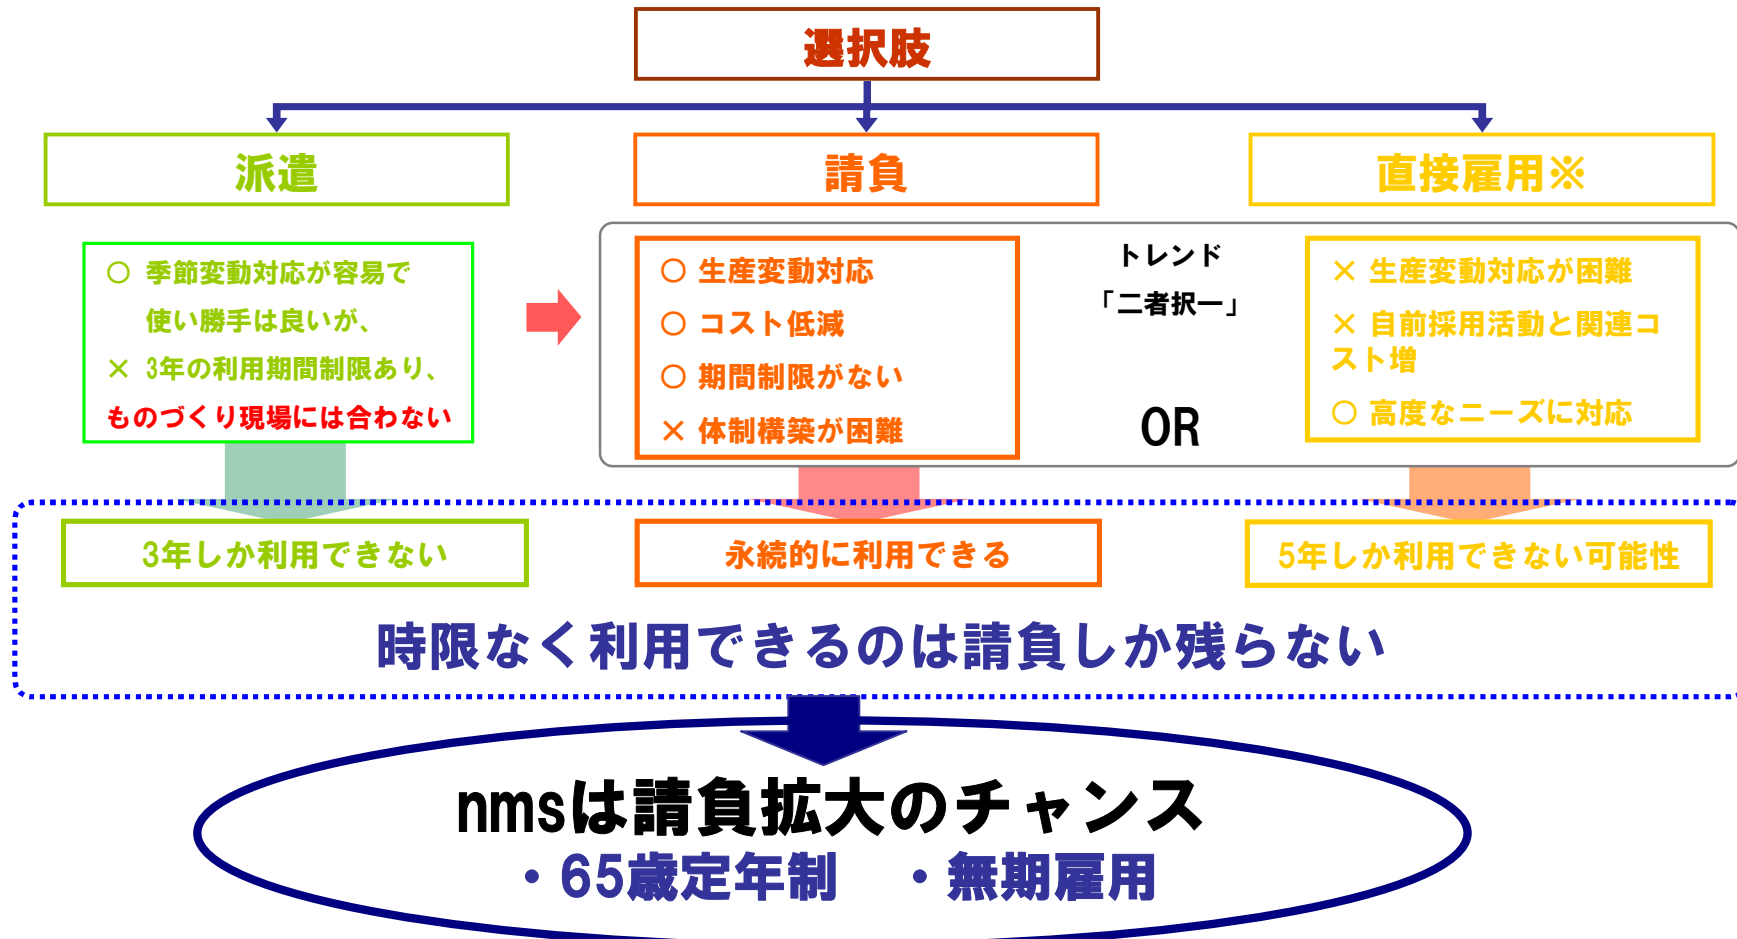 選択肢
派遣
請負
直接雇用※
○ 季節変動対応が容易で
使い勝手は良いが、
× 3年の利用期間制限あり、
ものづくり現場には合わない
○ 生産変動対応
○ コスト低減
○ 期間制限がない
× 体制構築が困難
トレンド
「二者択一」
OR
× 生産変動対応が困難
× 自前採用活動と関連コ
スト増
○ 高度なニーズに対応
3年しか利用できない
永続的に利用できる
5年しか利用できない可能性
時限なく利用できるのは請負しか残らない
nmsは請負拡大のチャンス
・65歳定年制 ・無期雇用